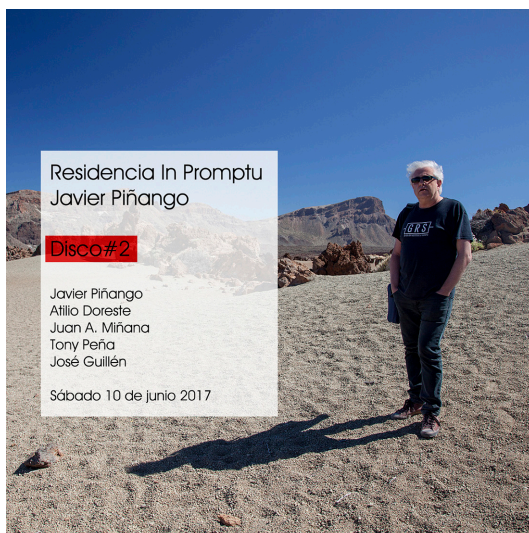 Residencia In Promptu
Javier Piñango
Disco#2
Javier Piñango
Atilio Doreste
Juan A. Miñana
Tony Peña
José Guillén
Sábado 10 de junio 2017
GRS